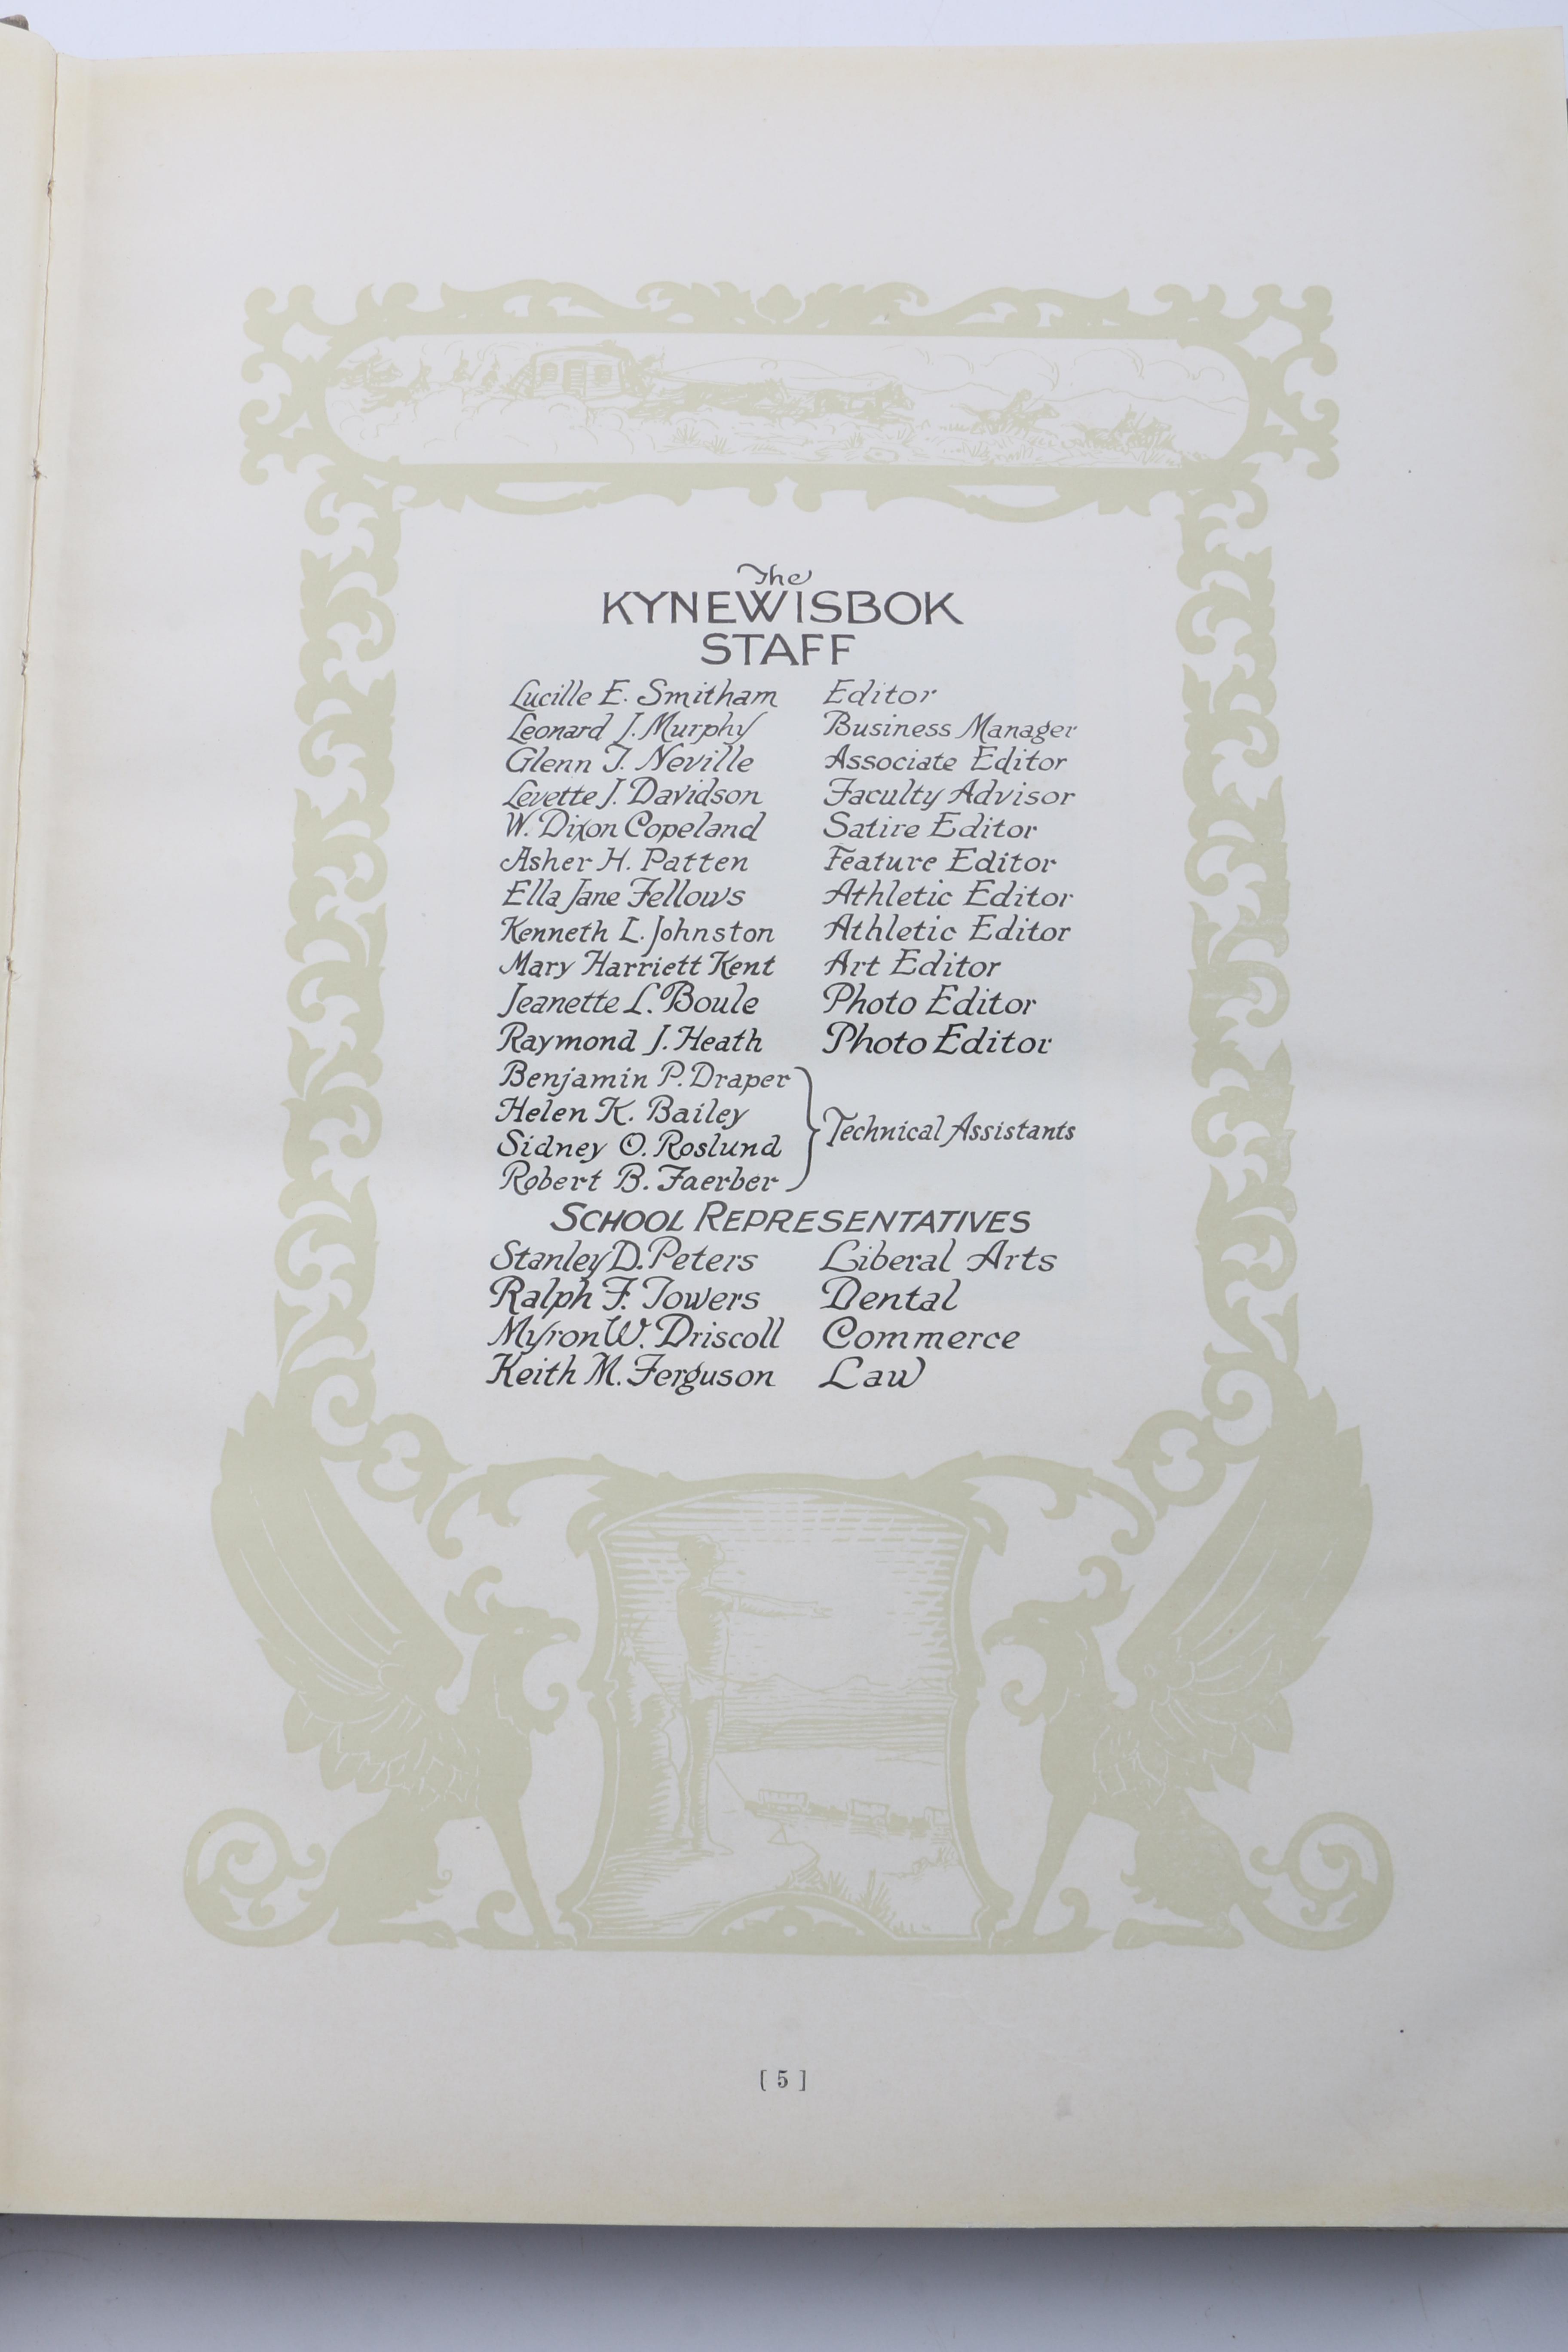 The
KYNEWISBOK
STAFF
Lucille E. Smitham Editor
Leonard J. Murphy Business Manager
Glenn T. Neville Associate Editor
Levette J. Davidson Faculty Advisor
W. Dixon Copeland Satire Editor
Asher H. Patten Feature Editor
Ella Jane Fellows Athletic Editor
Kenneth L. Johnston Athletic Editor
Mary Harriett Kent Art Editor
Jeanette L. Boule Photo Editor
Raymond J. Heath Photo Editor
Benjamin P. Draper
Helen K. Bailey
Technical Assistants
Sidney O. Roslund
Robert B. Faerber
SCHOOL REPRESENTATIVES
Stanley D. Peters Liberal Arts
Ralph F. Towers Dental
Myron W. Driscoll Commerce
Keith M. Ferguson Law
[ 5 ]